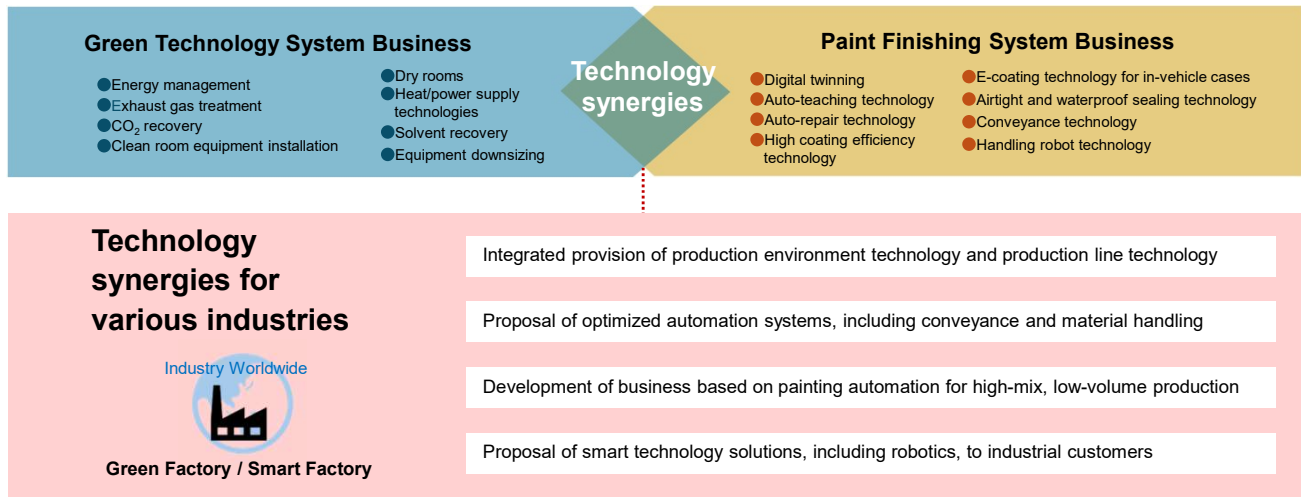 Green Technology System Business
●Energy management
●Exhaust gas treatment
●CO₂ recovery
●Clean room equipment installation
●Dry rooms
●Heat/power supply
technologies
●Solvent recovery
●Equipment downsizing
Technology
synergies
Paint Finishing System Business
●Digital twinning
●Auto-teaching technology
●Auto-repair technology
●High coating efficiency
technology
●E-coating technology for in-vehicle cases
●Airtight and waterproof sealing technology
●Conveyance technology
●Handling robot technology
Technology
synergies for
various industries
Industry Worldwide
Green Factory / Smart Factory
Integrated provision of production environment technology and production line technology
Proposal of optimized automation systems, including conveyance and material handling
Development of business based on painting automation for high-mix, low-volume production
Proposal of smart technology solutions, including robotics, to industrial customers